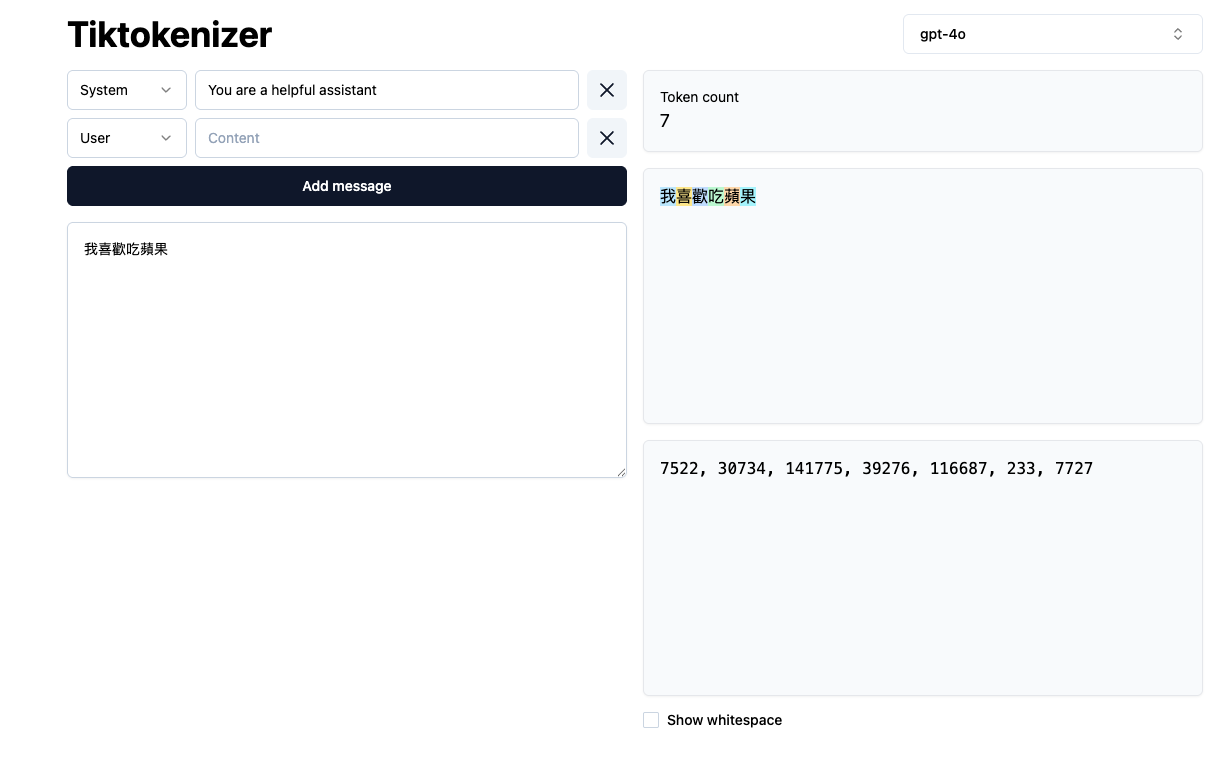 Tiktokenizer
gpt-4o
System
You are a helpful assistant
User
Content
Add message
我喜歡吃蘋果
Token count
7
我喜歡吃蘋果
7522, 30734, 141775, 39276, 116687, 233, 7727
Show whitespace